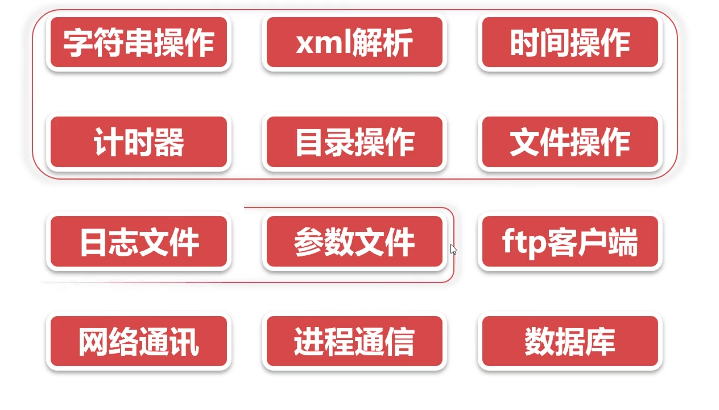 字符串操作
xml解析
时间操作
计时器
目录操作
文件操作
日志文件
参数文件
ftp客户端
网络通讯
进程通信
数据库